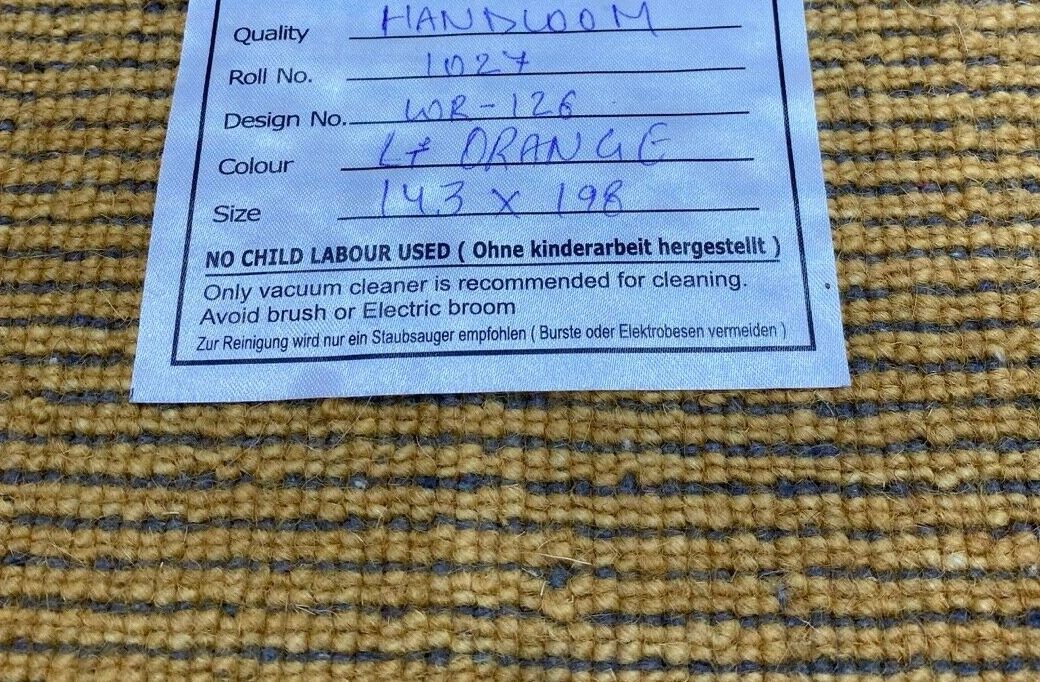 Quality HANDLOOM
Roll No. 1027
Design No. WR-126
Colour Lt ORANGE
Size 143 X 198
NO CHILD LABOUR USED ( Ohne kinderarbeit hergestellt )
Only vacuum cleaner is recommended for cleaning.
Avoid brush or Electric broom
Zur Reinigung wird nur ein Staubsauger empfohlen ( Burste oder Elektrobesen vermeiden )